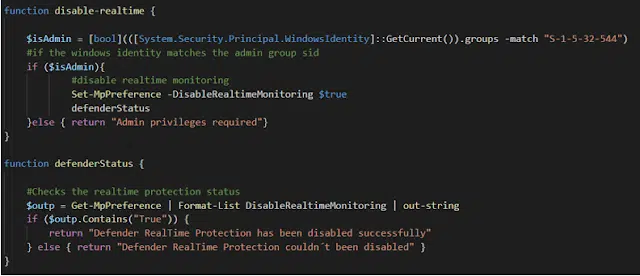 function disable-realtime {
$isAdmin = [bool](([System.Security.Principal.WindowsIdentity]::GetCurrent()).groups -match "S-1-5-32-544")
#if the windows identity matches the admin group sid
if ($isAdmin){
#disable realtime monitoring
Set-MpPreference -DisableRealtimeMonitoring $true
defenderStatus
}else { return "Admin privileges required"}
}
function defenderStatus {
#Checks the realtime protection status
$outp = Get-MpPreference | Format-List DisableRealtimeMonitoring | out-string
if ($outp.Contains("True")) {
return "Defender RealTime Protection has been disabled successfully"
} else { return "Defender RealTime Protection couldn´t been disabled" }
}